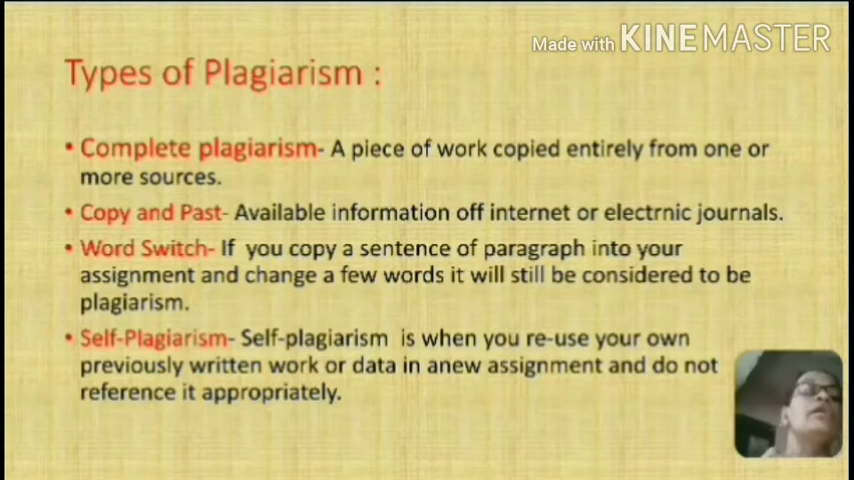 Made with KINEMASTER
Types of Plagiarism :
• Complete plagiarism- A piece of work copied entirely from one or
more sources.
• Copy and Past- Available information off internet or electrnic journals.
• Word Switch- If you copy a sentence of paragraph into your
assignment and change a few words it will still be considered to be
plagiarism.
• Self-Plagiarism- Self-plagiarism is when you re-use your own
previously written work or data in anew assignment and do not
reference it appropriately.